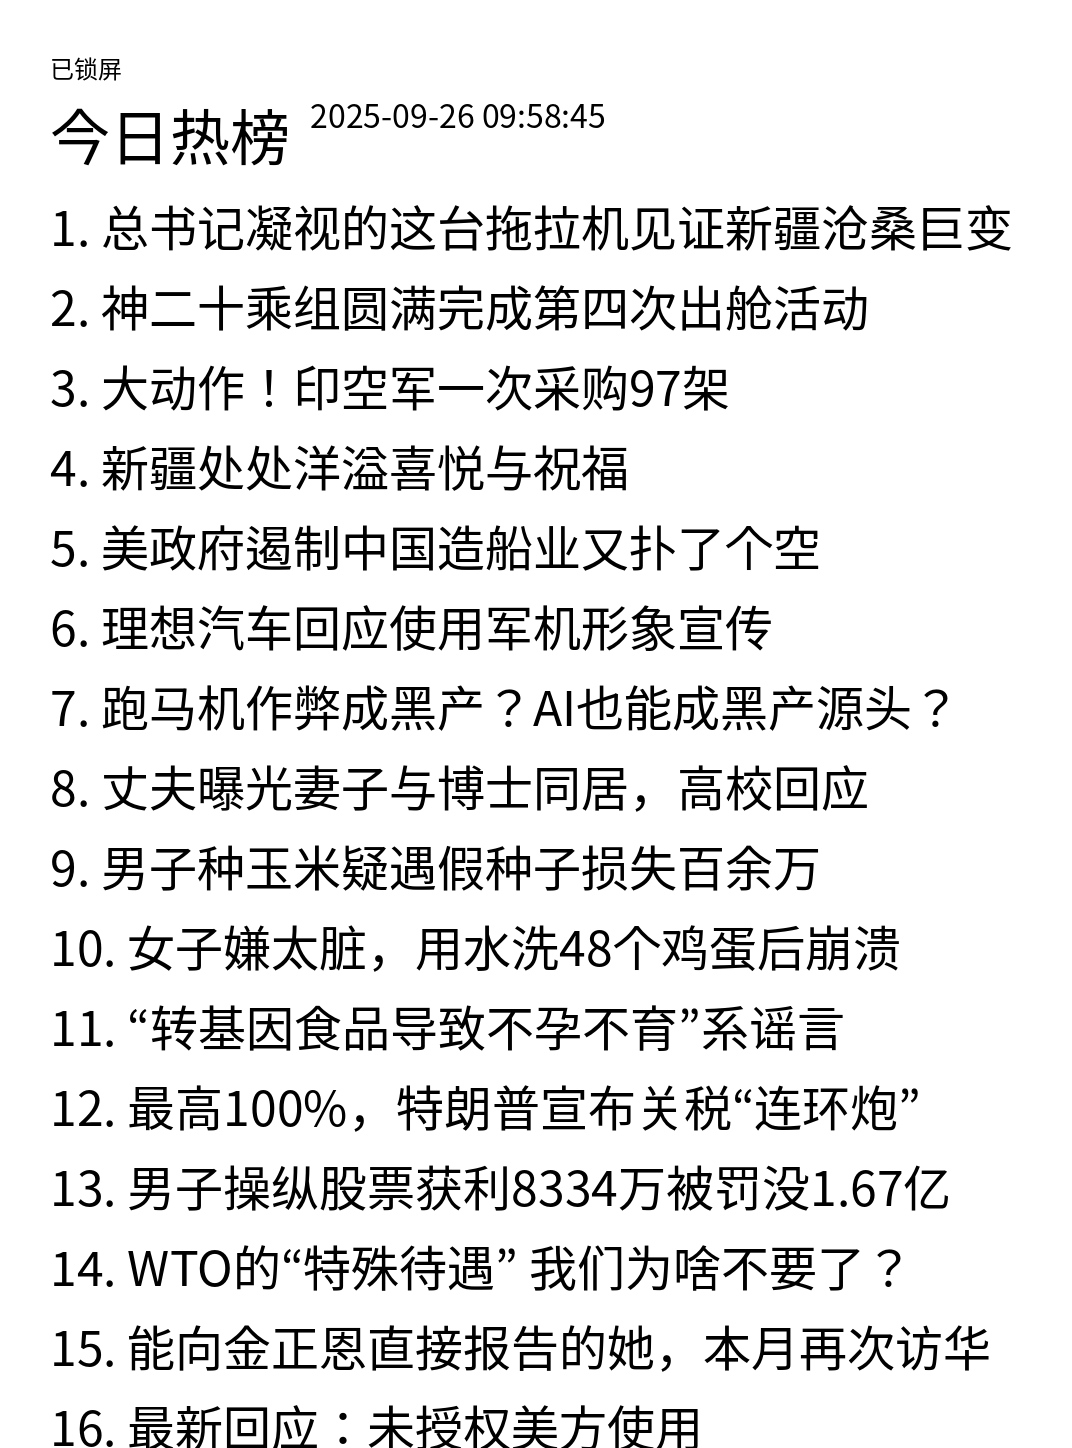 已锁屏
今日热榜 2025-09-26 09:58:45
1. 总书记凝视的这台拖拉机见证新疆沧桑巨变
2. 神二十乘组圆满完成第四次出舱活动
3. 大动作！印空军一次采购97架
4. 新疆处处洋溢喜悦与祝福
5. 美政府遏制中国造船业又扑了个空
6. 理想汽车回应使用军机形象宣传
7. 跑马机作弊成黑产？AI也能成黑产源头？
8. 丈夫曝光妻子与博士同居，高校回应
9. 男子种玉米疑遇假种子损失百余万
10. 女子嫌太脏，用水洗48个鸡蛋后崩溃
11. “转基因食品导致不孕不育”系谣言
12. 最高100%，特朗普宣布关税“连环炮”
13. 男子操纵股票获利8334万被罚没1.67亿
14. WTO的“特殊待遇” 我们为啥不要了？
15. 能向金正恩直接报告的她，本月再次访华
16. 最新回应：未授权美方使用